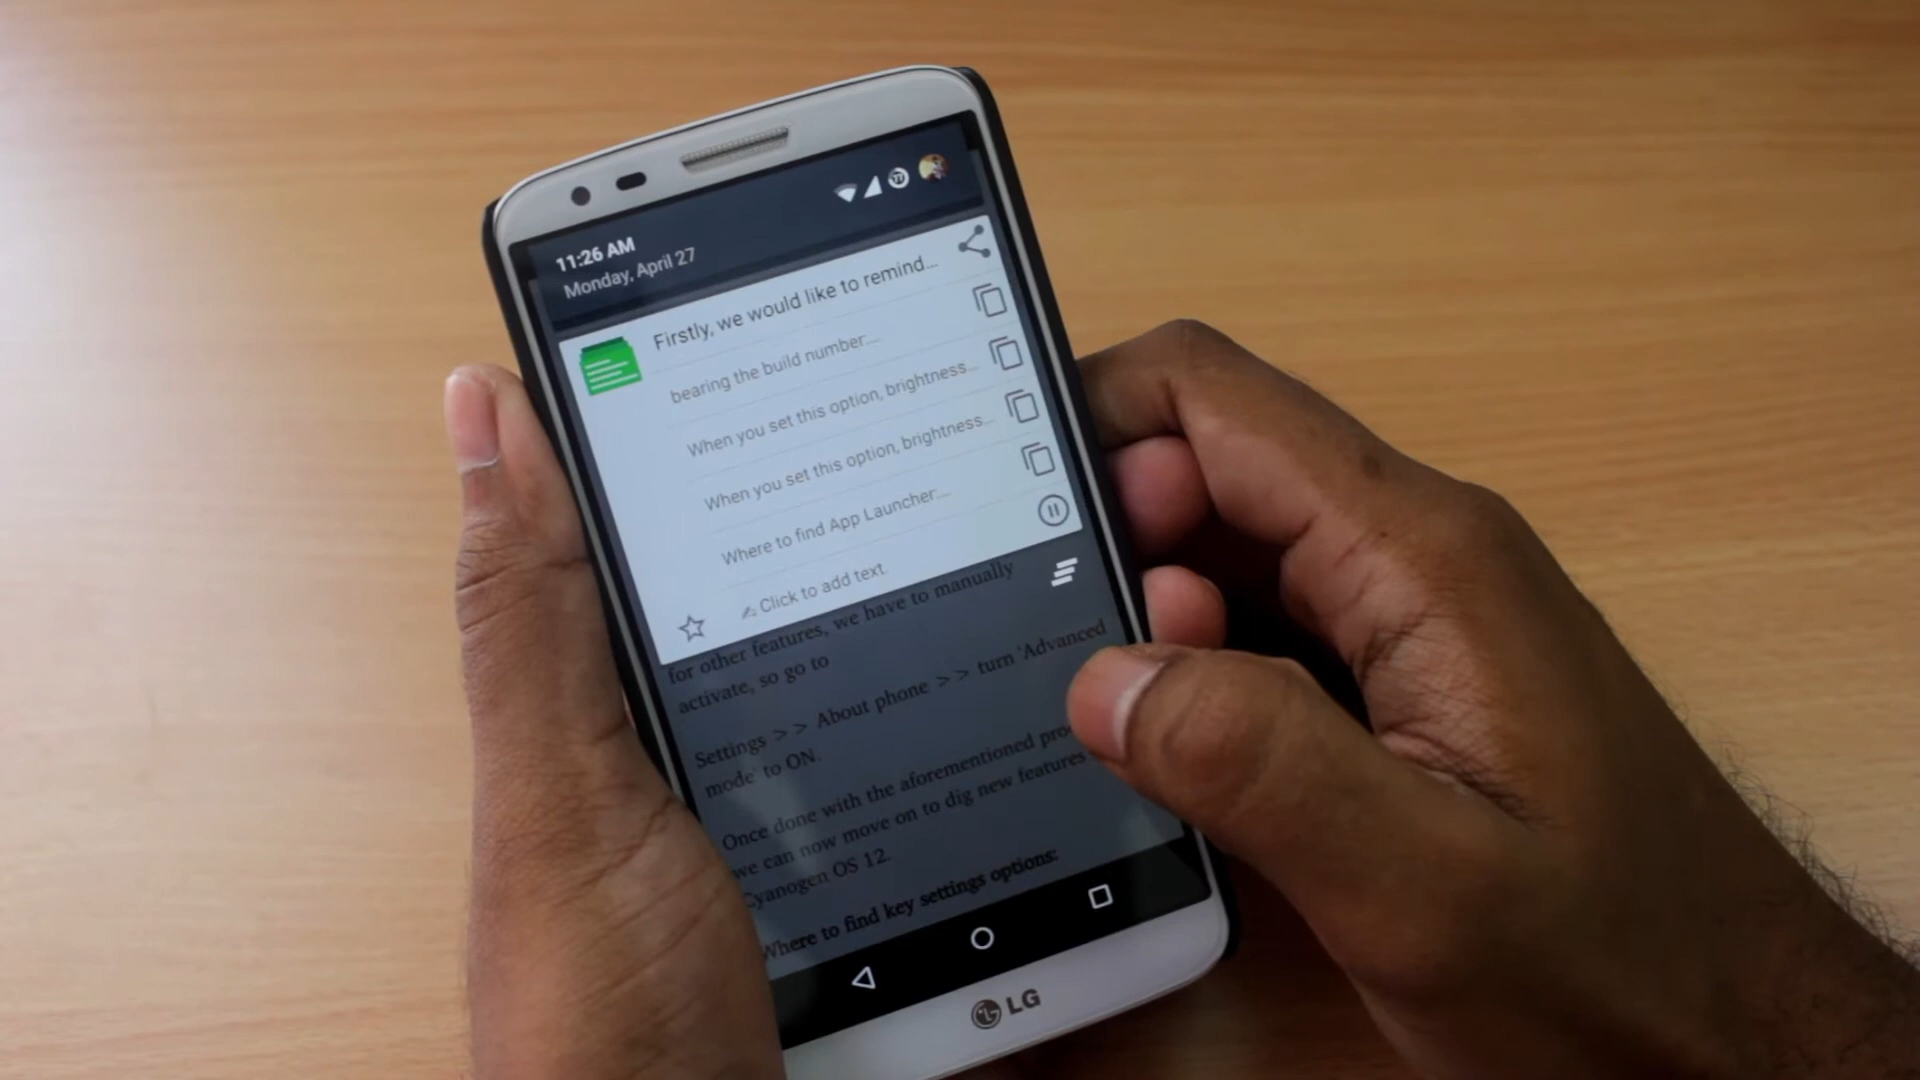 11:26 AM
Monday, April 27
Firstly, we would like to remind...
bearing the build number....
When you set this option, brightness...
When you set this option, brightness...
Where to find App Launcher:...
Click to add text.
for other features, we have to manually
activate, so go to
Settings > > About phone > > turn 'Advanced
mode' to ON.
Once done with the aforementioned
we can now move on to dig new features
Cyanogen OS 12.
Where to find key settings options:
LG